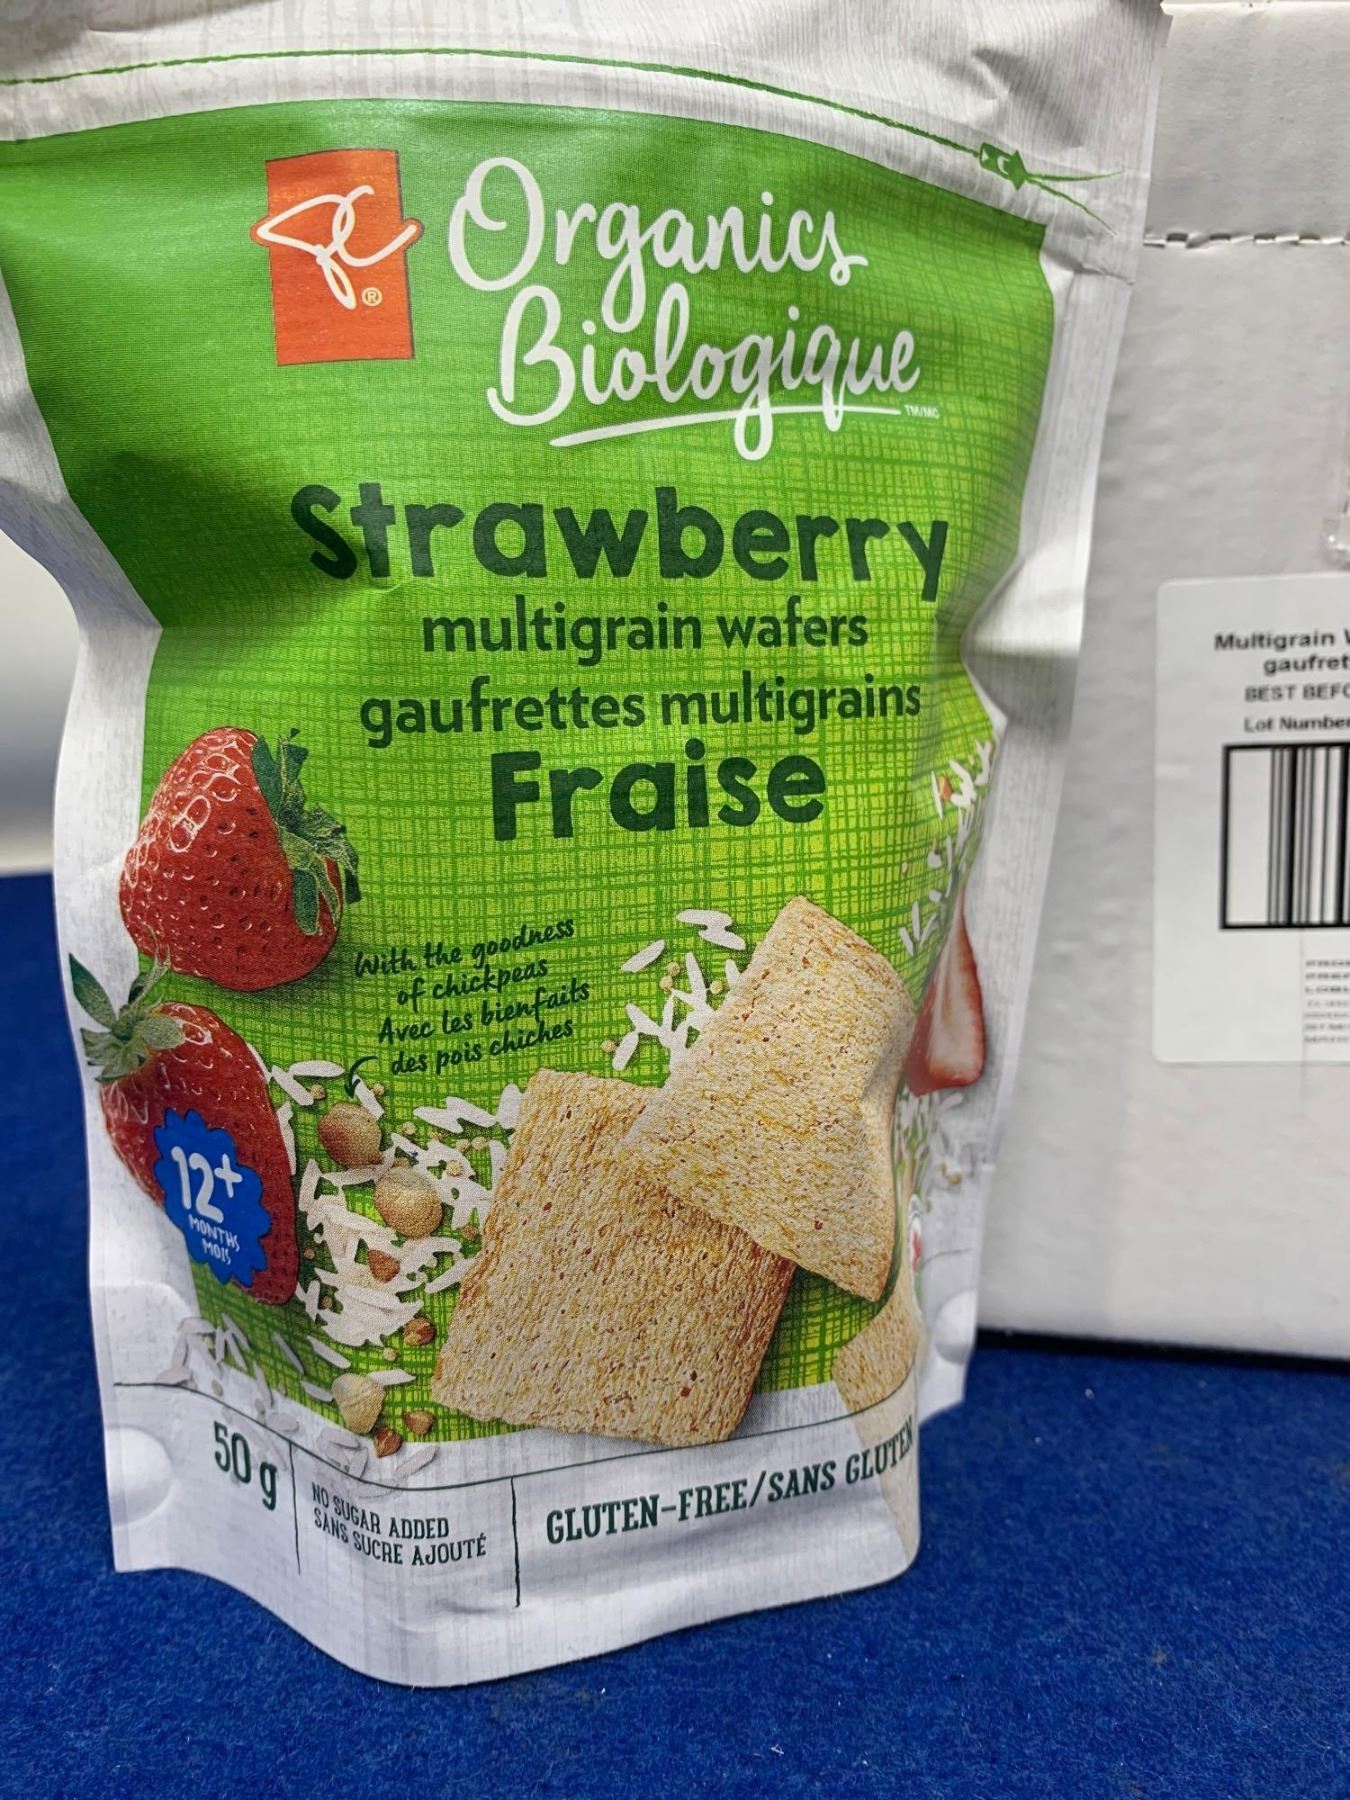 PC®
Organics
Biologique
TM/MC
Strawberry
multigrain wafers
gaufrettes multigrains
Fraise
With the goodness
of chickpeas
Avec les bienfaits
des pois chiches
12+
MONTHS
MOIS
50 g
NO SUGAR ADDED
SANS SUCRE AJOUTÉ
GLUTEN-FREE/SANS GLUTEN
Multigrain
gaufret
BEST BEFO
Lot Number